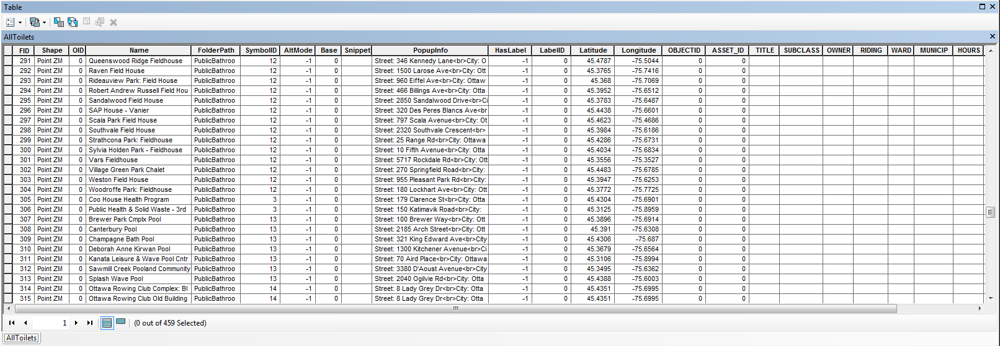 Table
AllToilets
FID Shape OID Name FolderPath SymbolID AltMode Base Snippet PopupInfo HasLabel LabelID Latitude Longitude OBJECTID ASSET_ID TITLE SUBCLASS OWNER RIDING WARD MUNICIP HOURS
291 Point ZM 0 Queenswood Ridge Fieldhouse PublicBathroo 12 -1 0 Street: 346 Kennedy Lane<br>City: O -1 0 45.4787 -75.5044 0 0
292 Point ZM 0 Raven Field House PublicBathroo 12 -1 0 Street: 1500 Larose Ave<br>City: Ott -1 0 45.3765 -75.7416 0 0
293 Point ZM 0 Rideauview Park: Field House PublicBathroo 12 -1 0 Street: 960 Eiffel Ave<br>City: Ottaw -1 0 45.368 -75.7069 0 0
294 Point ZM 0 Robert Andrew Russell Field Hou PublicBathroo 12 -1 0 Street: 466 Billings Ave<br>City: Otta -1 0 45.3952 -75.6512 0 0
295 Point ZM 0 Sandalwood Field House PublicBathroo 12 -1 0 Street: 2850 Sandalwood Drive<br>Ci -1 0 45.3783 -75.6487 0 0
296 Point ZM 0 SAP House - Vanier PublicBathroo 12 -1 0 Street: 320 Des Peres Blancs Ave<br -1 0 45.4438 -75.6601 0 0
297 Point ZM 0 Scala Park Field House PublicBathroo 12 -1 0 Street: 797 Scala Avenue<br>City: Ot -1 0 45.4623 -75.4686 0 0
298 Point ZM 0 Southvale Field House PublicBathroo 12 -1 0 Street: 2320 Southvale Crescent<br> -1 0 45.3984 -75.6186 0 0
299 Point ZM 0 Strathcona Park: Fieldhouse PublicBathroo 12 -1 0 Street: 25 Range Rd<br>City: Ottawa -1 0 45.4286 -75.6731 0 0
300 Point ZM 0 Sylvia Holden Park - Fieldhouse PublicBathroo 12 -1 0 Street: 10 Fifth Avenue<br>City: Otta -1 0 45.4034 -75.6834 0 0
301 Point ZM 0 Vars Fieldhouse PublicBathroo 12 -1 0 Street: 5717 Rockdale Rd<br>City: Ott -1 0 45.3556 -75.3527 0 0
302 Point ZM 0 Village Green Park Chalet PublicBathroo 12 -1 0 Street: 270 Springfield Road<br>City: -1 0 45.4483 -75.6785 0 0
303 Point ZM 0 Weston Field House PublicBathroo 12 -1 0 Street: 955 Pleasant Park Rd<br>City: -1 0 45.3947 -75.6253 0 0
304 Point ZM 0 Woodroffe Park: Fieldhouse PublicBathroo 12 -1 0 Street: 180 Lockhart Ave<br>City: Ott -1 0 45.3772 -75.7725 0 0
305 Point ZM 0 Coo House Health Program PublicBathroo 3 -1 0 Street: 179 Clarence St<br>City: Otta -1 0 45.4304 -75.6901 0 0
306 Point ZM 0 Public Health & Solid Waste - 3rd PublicBathroo 3 -1 0 Street: 150 Katimavik Road<br>City: -1 0 45.3125 -75.8959 0 0
307 Point ZM 0 Brewer Park Cmplx Pool PublicBathroo 13 -1 0 Street: 100 Brewer Way<br>City: Ott -1 0 45.3896 -75.6914 0 0
308 Point ZM 0 Canterbury Pool PublicBathroo 13 -1 0 Street: 2185 Arch Street<br>City: Ott -1 0 45.391 -75.6308 0 0
309 Point ZM 0 Champagne Bath Pool PublicBathroo 13 -1 0 Street: 321 King Edward Ave<br>City -1 0 45.4306 -75.687 0 0
310 Point ZM 0 Deborah Anne Kirwan Pool PublicBathroo 13 -1 0 Street: 1300 Kitchener Avenue<br>Ci -1 0 45.3679 -75.6564 0 0
311 Point ZM 0 Kanata Leisure & Wave Pool Cntr PublicBathroo 13 -1 0 Street: 70 Aird Place<br>City: Ottawa -1 0 45.3106 -75.8994 0 0
312 Point ZM 0 Sawmill Creek Pooland Community PublicBathroo 13 -1 0 Street: 3380 D'Aoust Avenue<br>City -1 0 45.3495 -75.6362 0 0
313 Point ZM 0 Splash Wave Pool PublicBathroo 13 -1 0 Street: 2040 Ogilvie Rd<br>City: Otta -1 0 45.4388 -75.6003 0 0
314 Point ZM 0 Ottawa Rowing Club Complex: Bl PublicBathroo 14 -1 0 Street: 8 Lady Grey Dr<br>City: Otta -1 0 45.4351 -75.6995 0 0
315 Point ZM 0 Ottawa Rowing Club Old Building PublicBathroo 14 -1 0 Street: 8 Lady Grey Dr<br>City: Otta -1 0 45.4351 -75.6995 0 0
1 (0 out of 459 Selected)
AllToilets